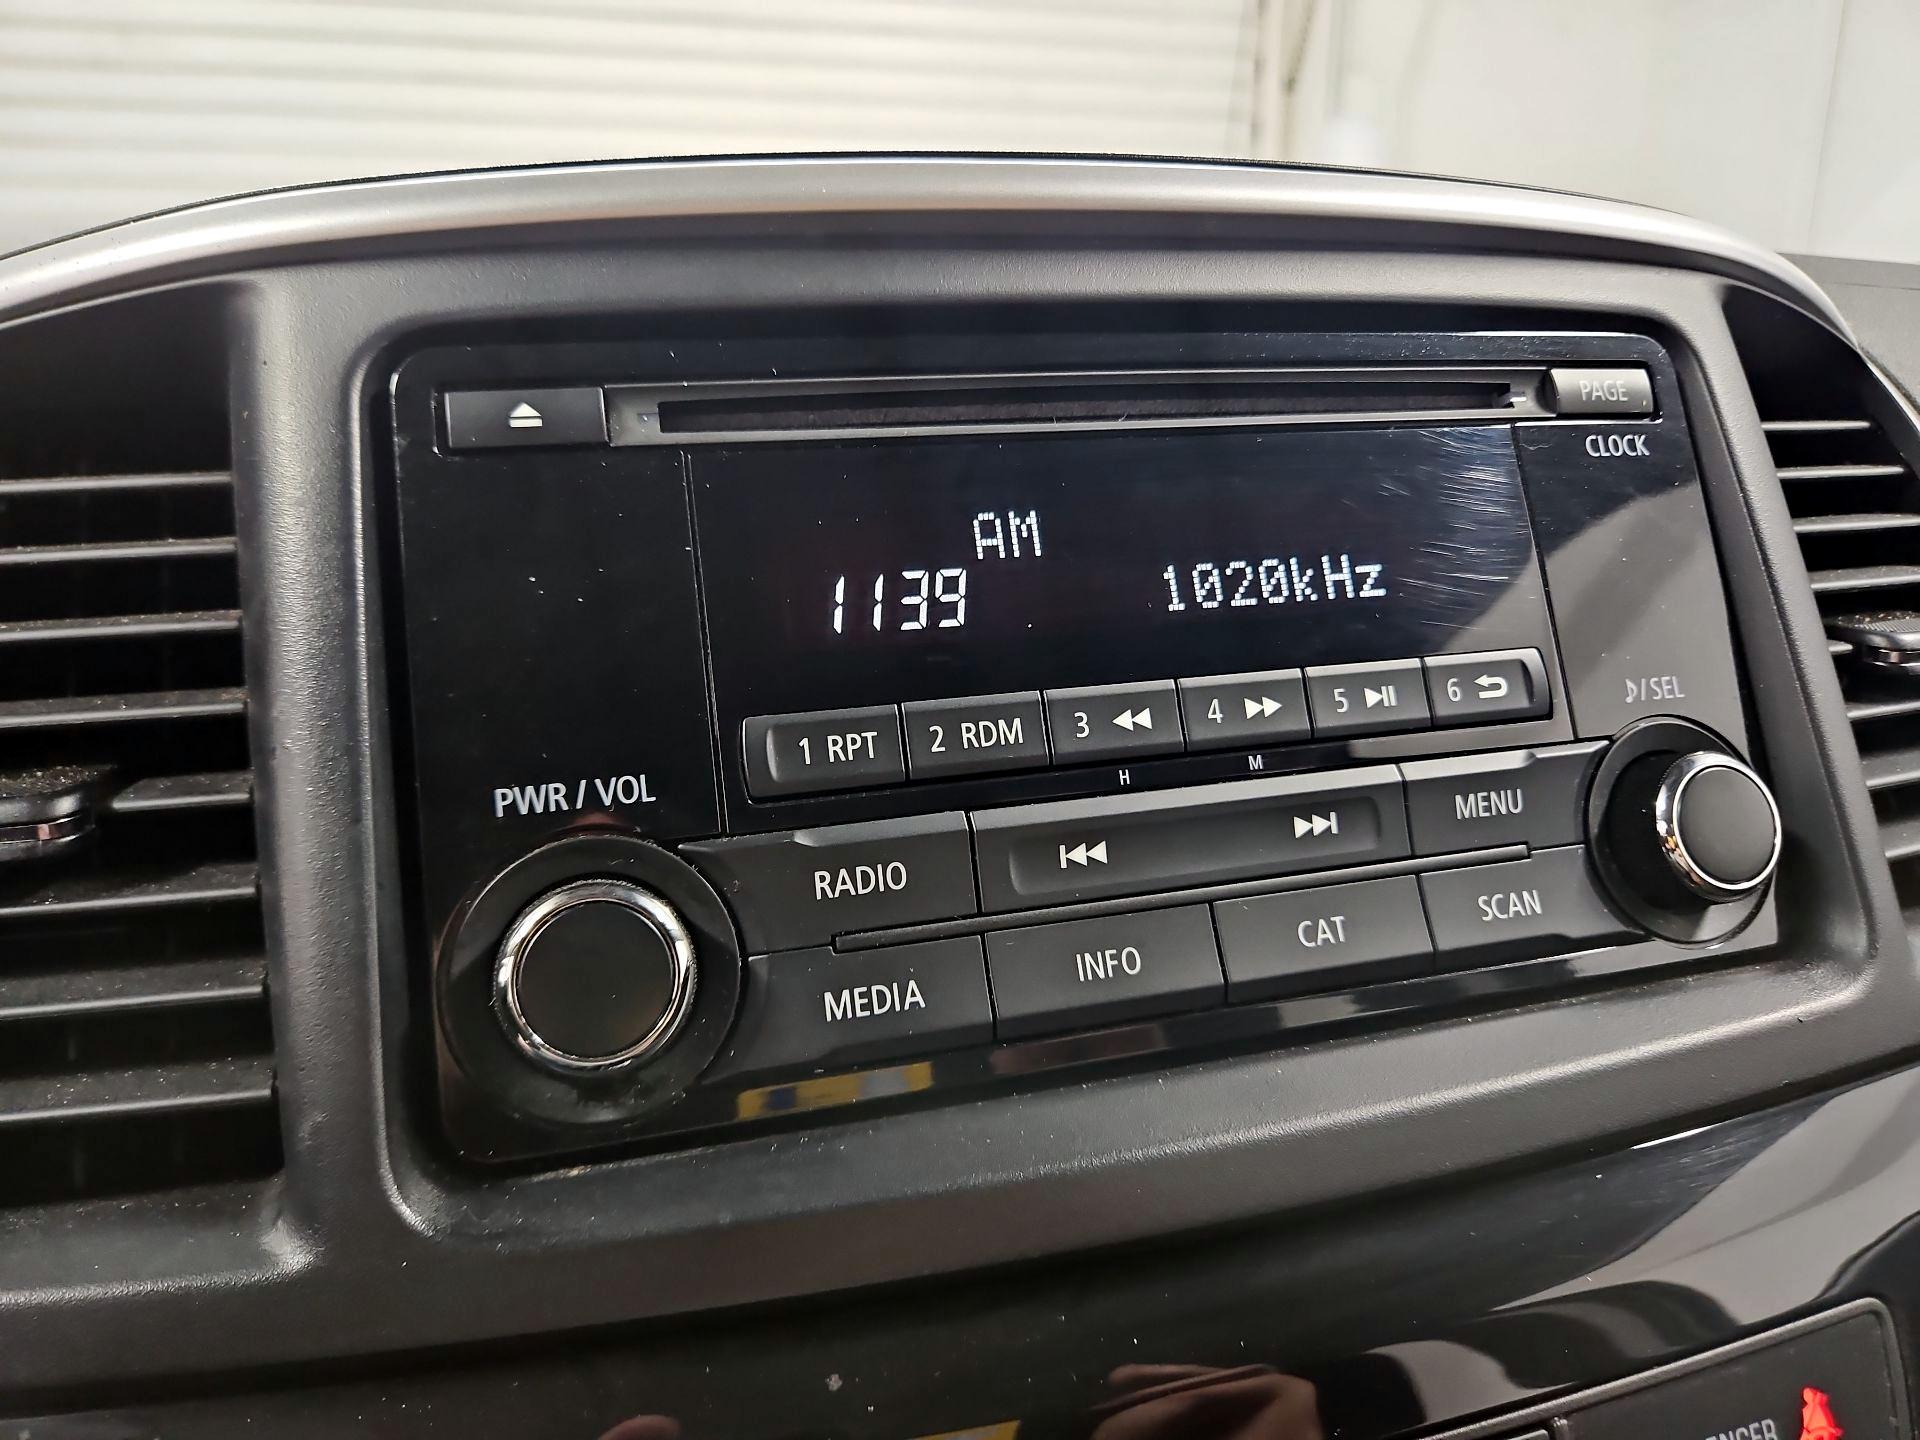 PAGE
CLOCK
AM
1139 1020kHz
♪/SEL
1 RPT 2 RDM 3 4 5 6
H M
PWR / VOL
RADIO MENU
MEDIA INFO CAT SCAN